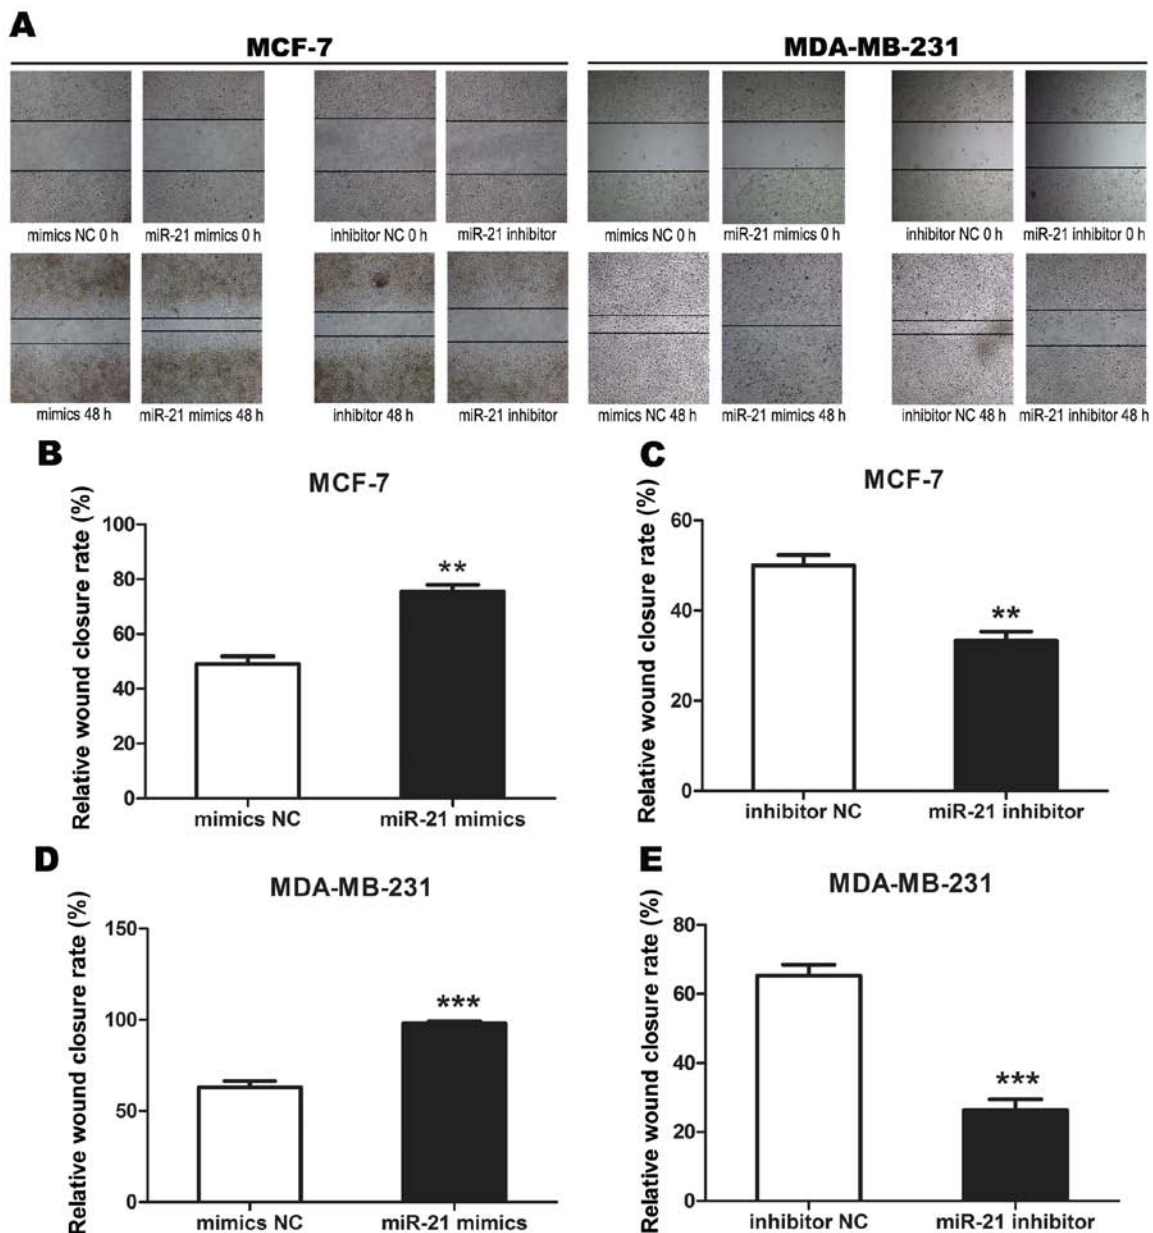 A
MCF-7
MDA-MB-231
mimics NC 0 h
miR-21 mimics 0 h
inhibitor NC 0 h
miR-21 inhibitor
mimics NC 0 h
miR-21 mimics 0 h
inhibitor NC 0 h
miR-21 inhibitor 0 h
mimics 48 h
miR-21 mimics 48 h
inhibitor 48 h
miR-21 inhibitor
mimics NC 48 h
miR-21 mimics 48 h
inhibitor NC 48 h
miR-21 inhibitor 48 h
B
MCF-7
Relative wound closure rate (%)
100
80
60
40
20
0
**
mimics NC
miR-21 mimics
C
MCF-7
Relative wound closure rate (%)
60
40
20
0
**
inhibitor NC
miR-21 inhibitor
D
MDA-MB-231
Relative wound closure rate (%)
150
100
50
0
***
mimics NC
miR-21 mimics
E
MDA-MB-231
Relative wound closure rate (%)
80
60
40
20
0
***
inhibitor NC
miR-21 inhibitor